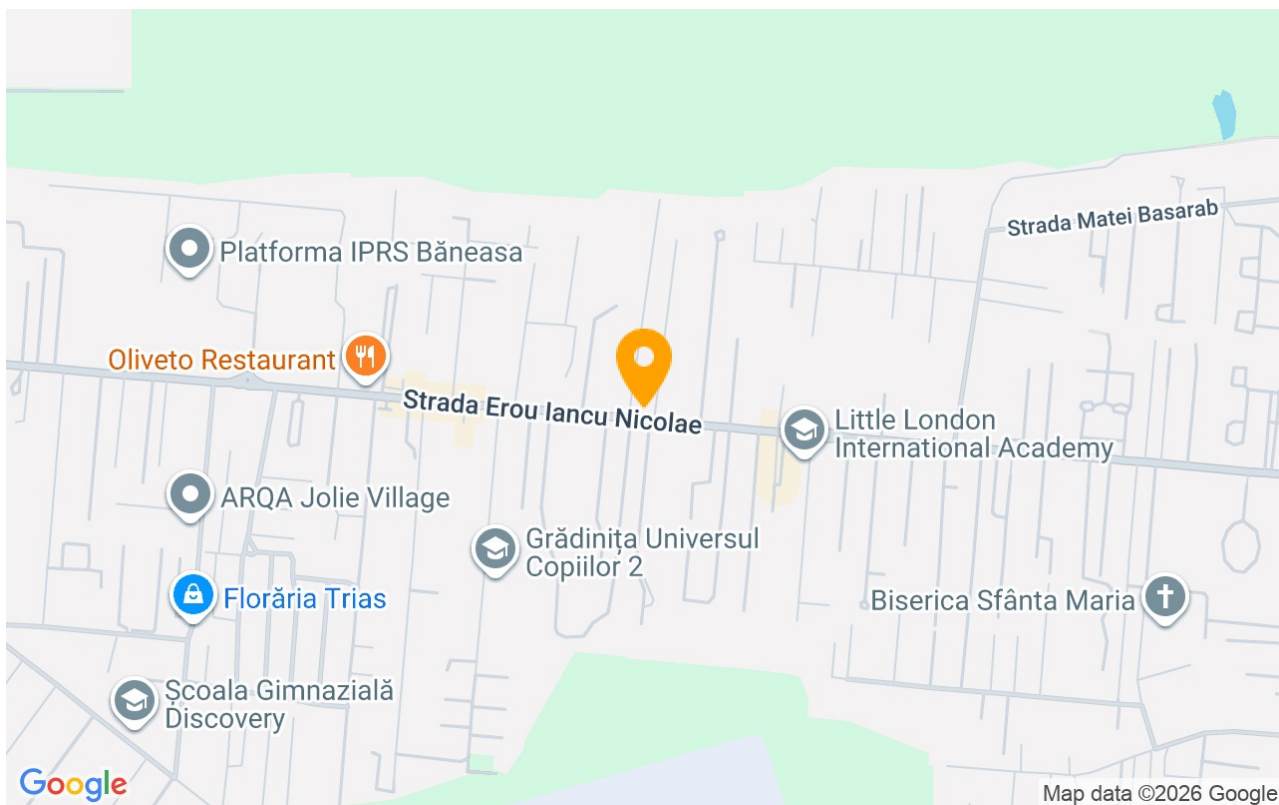 Strada Matei Basarab
Platforma IPRS Băneasa
Oliveto Restaurant
Strada Erou Iancu Nicolae
Little London
International Academy
ARQA Jolie Village
Grădinița Universul
Copiilor 2
Florăria Trias
Biserica Sfânta Maria
Școala Gimnazială
Discovery
Google
Map data ©2026 Google